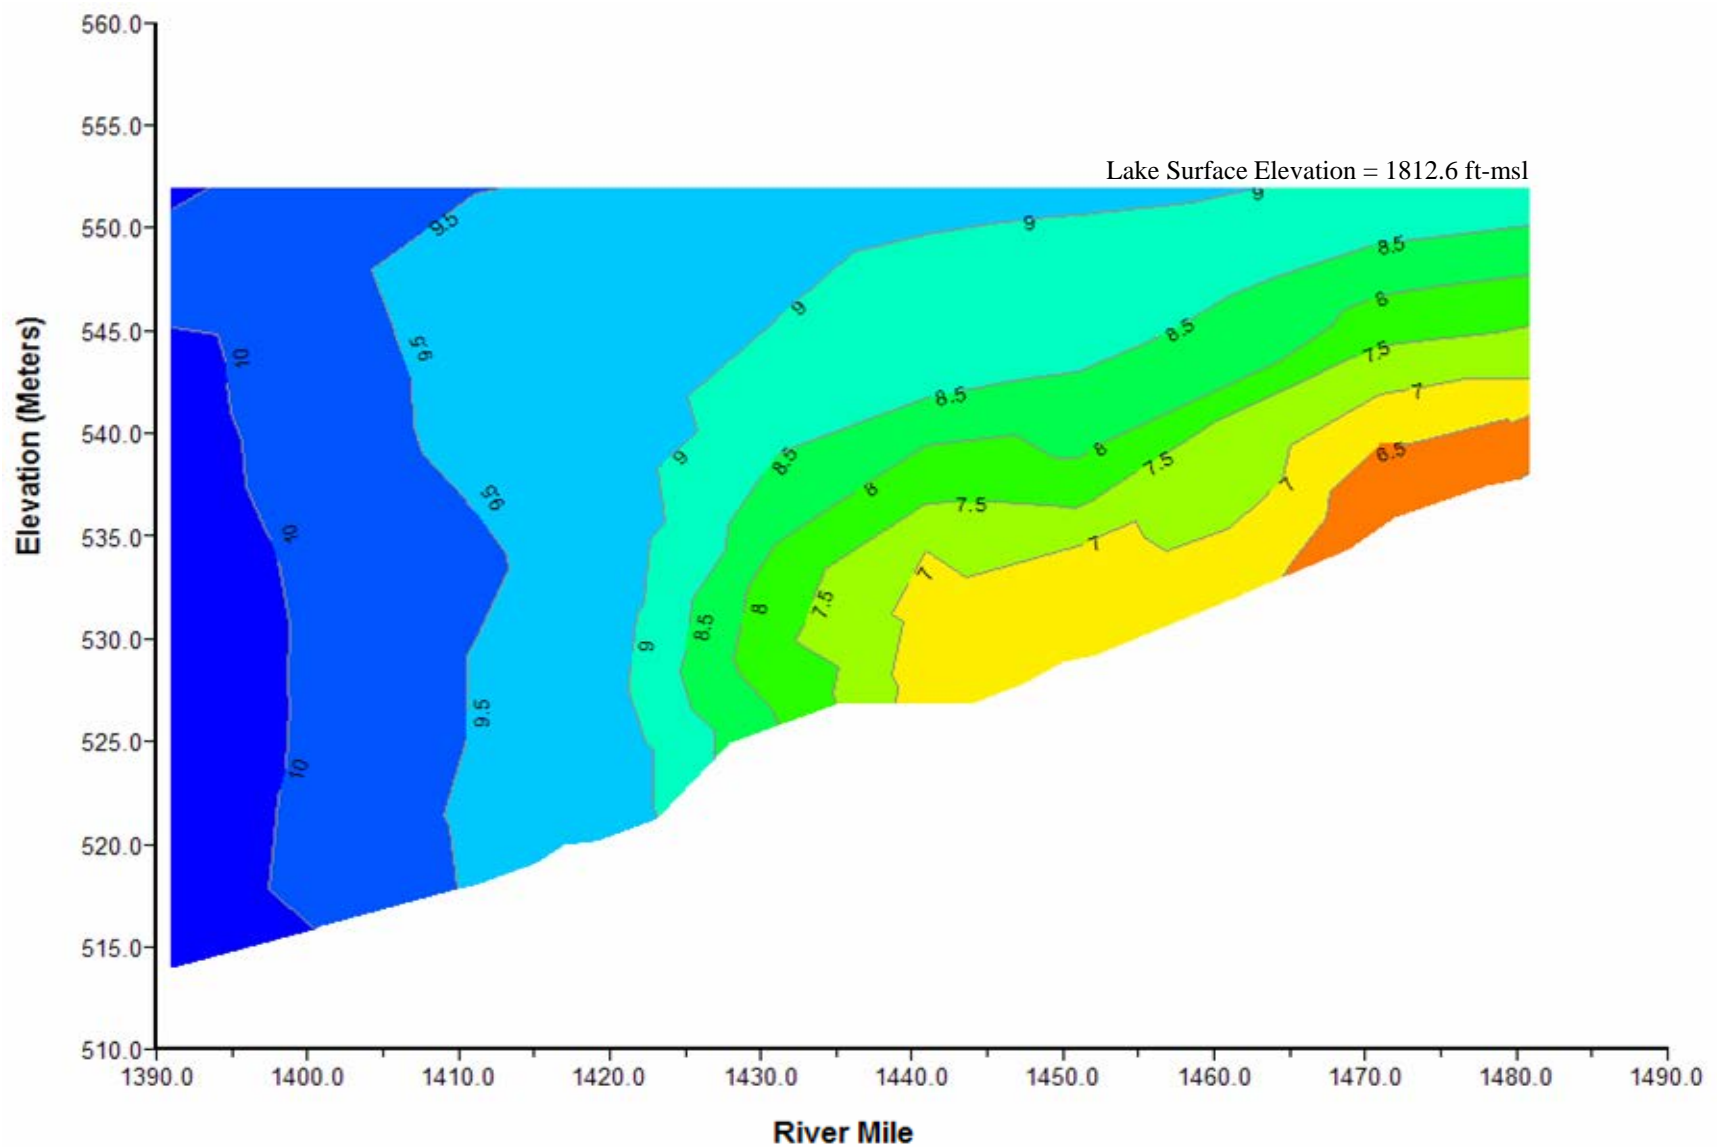 560.0
555.0
Lake Surface Elevation = 1812.6 ft-msl
9
9.5 550.0 9
8.5
8
545.0 9
10 9.5 8.5 7.5
8.5 7
540.0
9 8.5 8 7.5 6.5
9.5 8 7.5 7
535.0 10
7 7
530.0 9 8.5 8 7.5
525.0 9.5
10
520.0
515.0
510.0
1390.0 1400.0 1410.0 1420.0 1430.0 1440.0 1450.0 1460.0 1470.0 1480.0 1490.0
Elevation (Meters)
River Mile